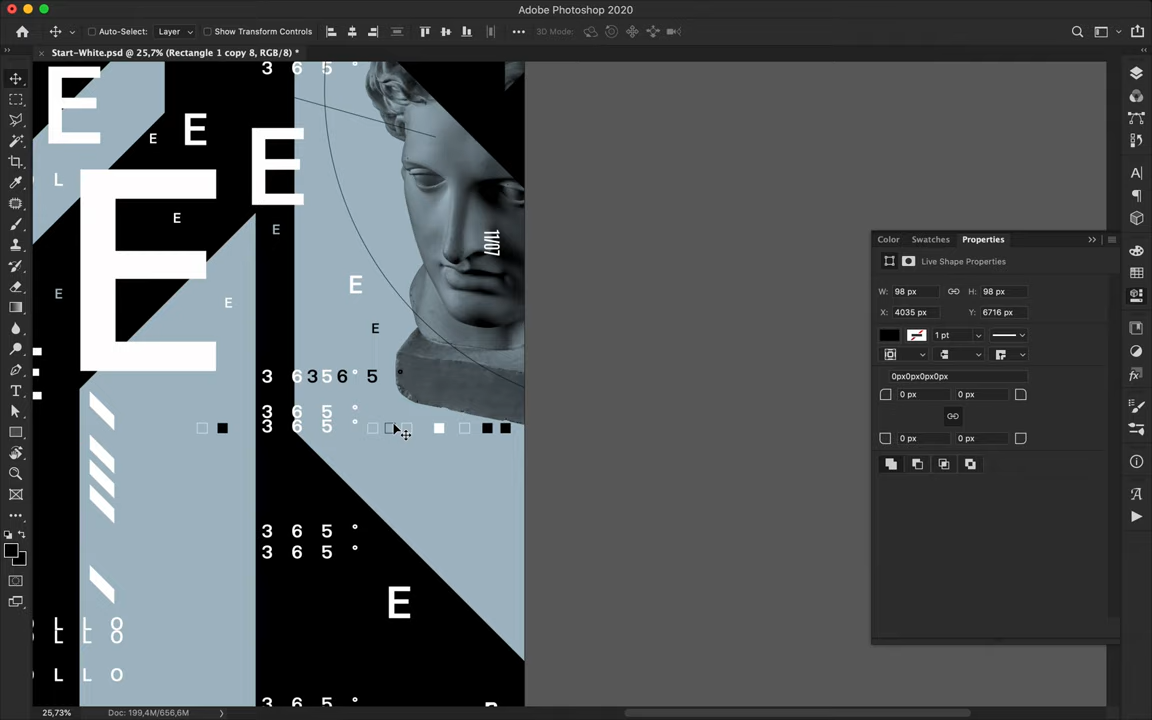 Adobe Photoshop 2020
Auto-Select: Layer Show Transform Controls 3D Mode:
Start-White.psd @ 25,7% (Rectangle 1 copy 8, RGB/8) *
3 6 5 °
E
E
E
E
L
E
E
E
E
E
E
E
E
11/07
3 6 5
3 6 5 °
3 6 5 °
3 6 5 °
3 6 5 °
3 6 5 °
E
L L O
L L O
L L O
3 6 5 °
Color Swatches Properties
Live Shape Properties
W: 98 px H: 98 px
X: 4035 px Y: 6716 px
1 pt
0px0px0px0px
0 px 0 px
0 px 0 px
25,73% Doc: 199,4M/656,6M